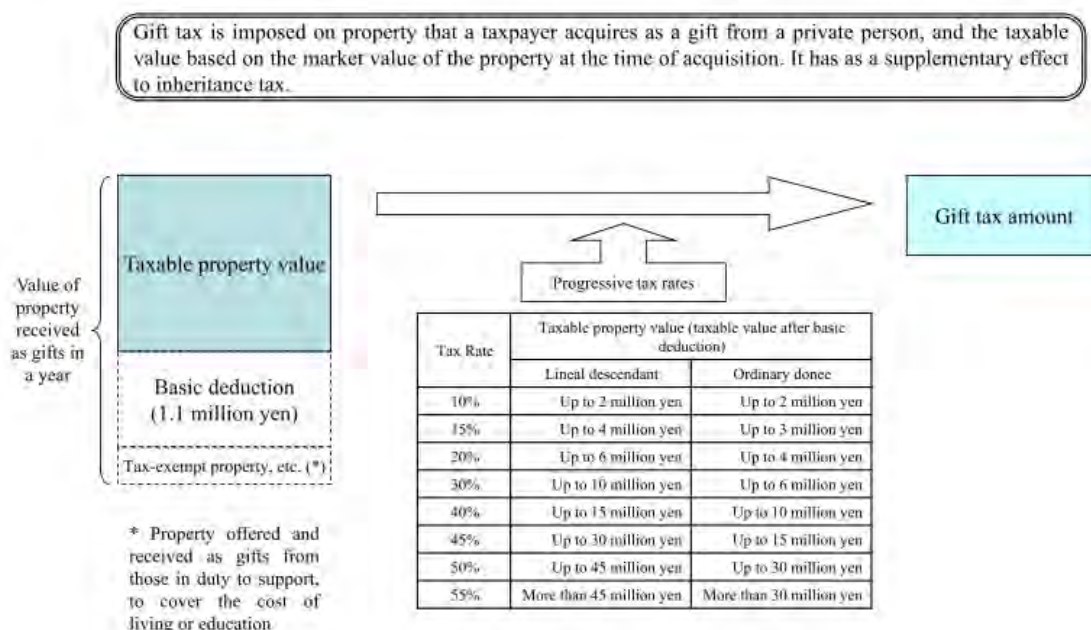 Gift tax is imposed on property that a taxpayer acquires as a gift from a private person, and the taxable
value based on the market value of the property at the time of acquisition. It has as a supplementary effect
to inheritance tax.
Value of
property
received
as gifts in
a year
Taxable property value
Basic deduction
(1.1 million yen)
Tax-exempt property, etc. (*)
* Property offered and
received as gifts from
those in duty to support,
to cover the cost of
living or education
Gift tax amount
Progressive tax rates
Tax Rate
Taxable property value (taxable value after basic
deduction)
Lineal descendant Ordinary donee
10% Up to 2 million yen Up to 2 million yen
15% Up to 4 million yen Up to 3 million yen
20% Up to 6 million yen Up to 4 million yen
30% Up to 10 million yen Up to 6 million yen
40% Up to 15 million yen Up to 10 million yen
45% Up to 30 million yen Up to 15 million yen
50% Up to 45 million yen Up to 30 million yen
55% More than 45 million yen More than 30 million yen